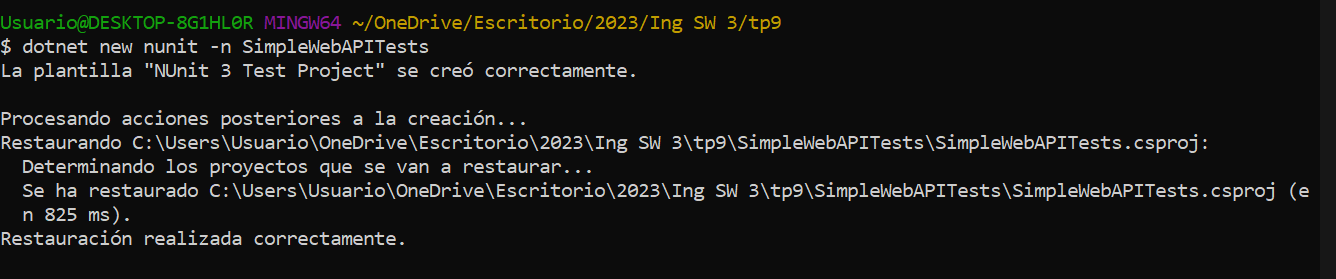 Usuario@DESKTOP-8G1HL0R MINGW64 ~/OneDrive/Escritorio/2023/Ing SW 3/tp9
$ dotnet new nunit -n SimpleWebAPITests
La plantilla "NUnit 3 Test Project" se creó correctamente.

Procesando acciones posteriores a la creación...
Restaurando C:\Users\Usuario\OneDrive\Escritorio\2023\Ing SW 3\tp9\SimpleWebAPITests\SimpleWebAPITests.csproj:
  Determinando los proyectos que se van a restaurar...
  Se ha restaurado C:\Users\Usuario\OneDrive\Escritorio\2023\Ing SW 3\tp9\SimpleWebAPITests\SimpleWebAPITests.csproj (e
  n 825 ms).
Restauración realizada correctamente.